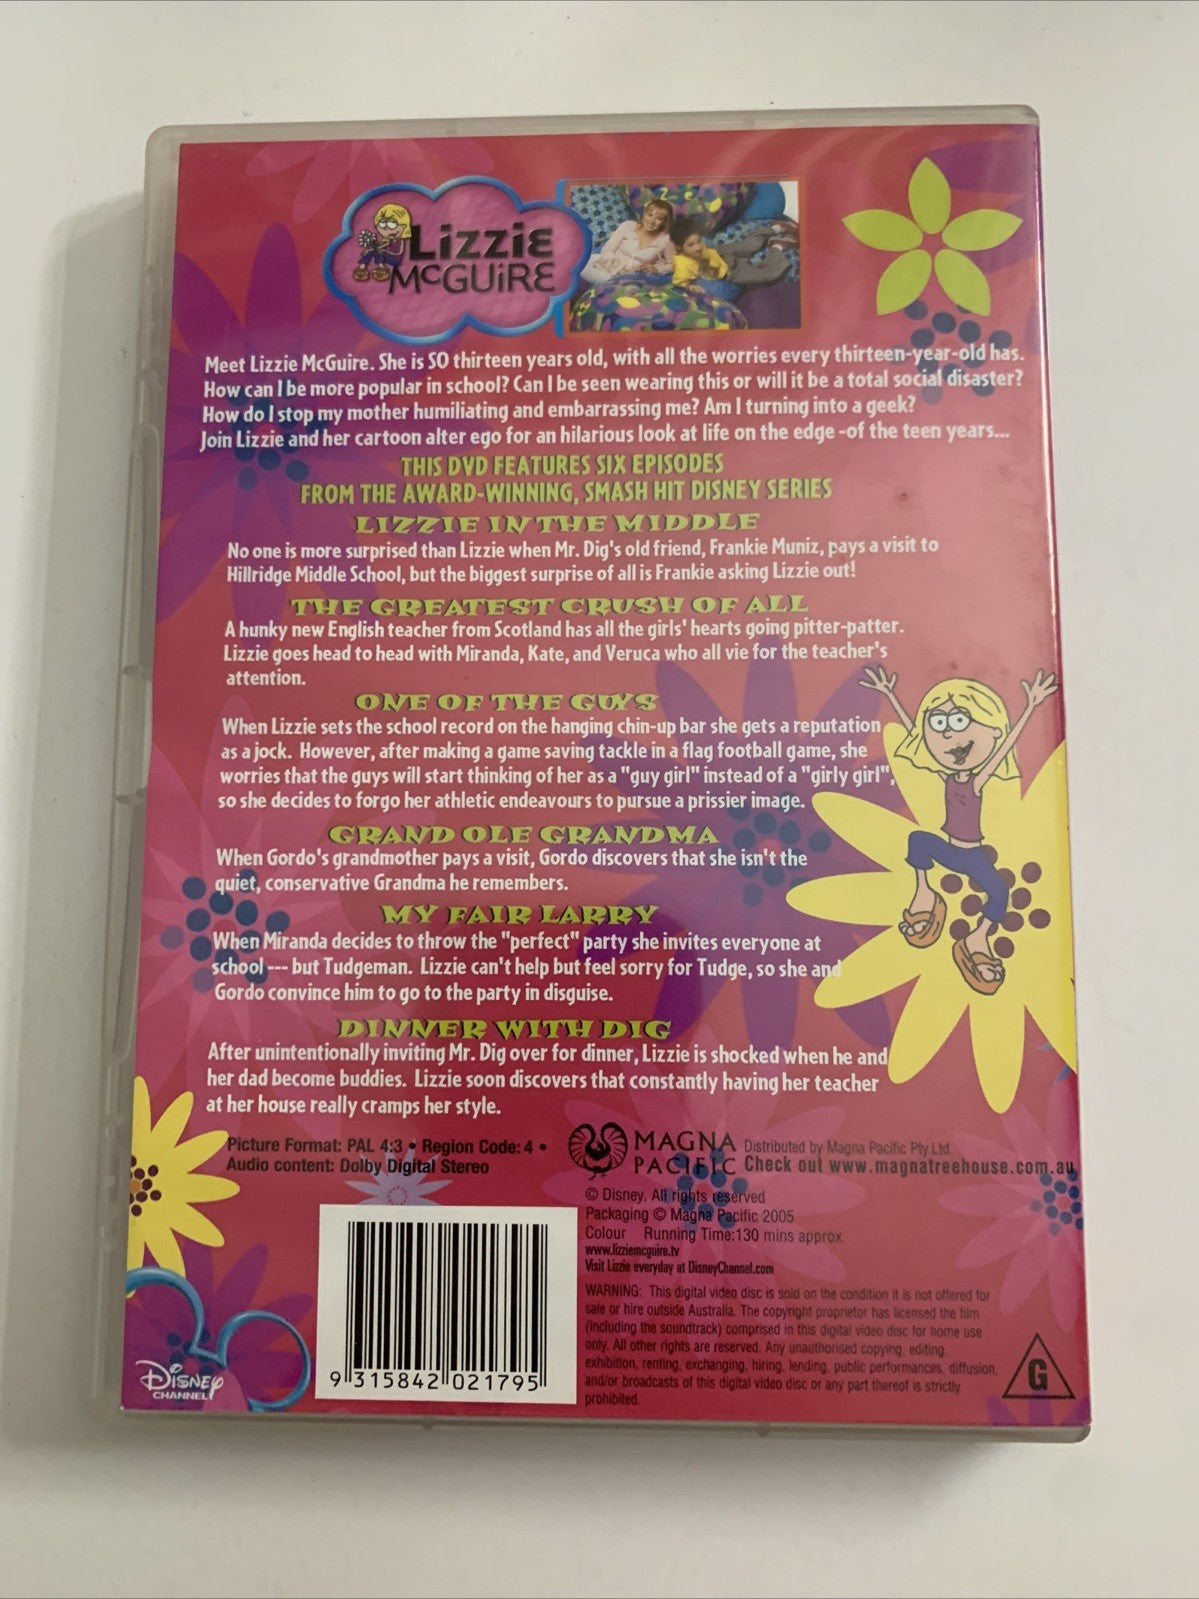 Lizzie
McGuire
Meet Lizzie McGuire. She is SO thirteen years old, with all the worries every thirteen-year-old has.
How can I be more popular in school? Can I be seen wearing this or will it be a total social disaster?
How do I stop my mother humiliating and embarrassing me? Am I turning into a geek?
Join Lizzie and her cartoon alter ego for an hilarious look at life on the edge -of the teen years...
THIS DVD FEATURES SIX EPISODES
FROM THE AWARD-WINNING, SMASH HIT DISNEY SERIES
LIZZIE IN THE MIDDLE
No one is more surprised than Lizzie when Mr. Dig's old friend, Frankie Muniz, pays a visit to
Hillridge Middle School, but the biggest surprise of all is Frankie asking Lizzie out!
THE GREATEST CRUSH OF ALL
A hunky new English teacher from Scotland has all the girls' hearts going pitter-patter.
Lizzie goes head to head with Miranda, Kate, and Veruca who all vie for the teacher's
attention.
ONE OF THE GUYS
When Lizzie sets the school record on the hanging chin-up bar she gets a reputation
as a jock. However, after making a game saving tackle in a flag football game, she
worries that the guys will start thinking of her as a "guy girl" instead of a "girly girl",
so she decides to forgo her athletic endeavours to pursue a prissier image.
GRAND OLE GRANDMA
When Gordo's grandmother pays a visit, Gordo discovers that she isn't the
quiet, conservative Grandma he remembers.
MY FAIR LARRY
When Miranda decides to throw the "perfect" party she invites everyone at
school --- but Tudgeman. Lizzie can't help but feel sorry for Tudge, so she and
Gordo convince him to go to the party in disguise.
DINNER WITH DIG
After unintentionally inviting Mr. Dig over for dinner, Lizzie is shocked when he and
her dad become buddies. Lizzie soon discovers that constantly having her teacher
at her house really cramps her style.
Picture Format: PAL 4:3 • Region Code: 4 •
Audio content: Dolby Digital Stereo
MAGNA
PACIFIC
Distributed by Magna Pacific Pty Ltd
Check out www.magnatreehouse.com.au
© Disney. All rights reserved
Packaging © Magna Pacific 2005
Colour Running Time:130 mins approx.
www.lizziemcguire.tv
Visit Lizzie everyday at DisneyChannel.com
WARNING: This digital video disc is sold on the condition it is not offered for
sale or hire outside Australia. The copyright proprietor has licensed the film
(including the soundtrack) comprised in this digital video disc for home use
only. All other rights are reserved. Any unauthorised copying, editing,
exhibition, renting, exchanging, hiring, lending, public performances, diffusion,
and/or broadcasts of this digital video disc or any part thereof is strictly
prohibited.
G
9 315842 021795
DISNEY
CHANNEL